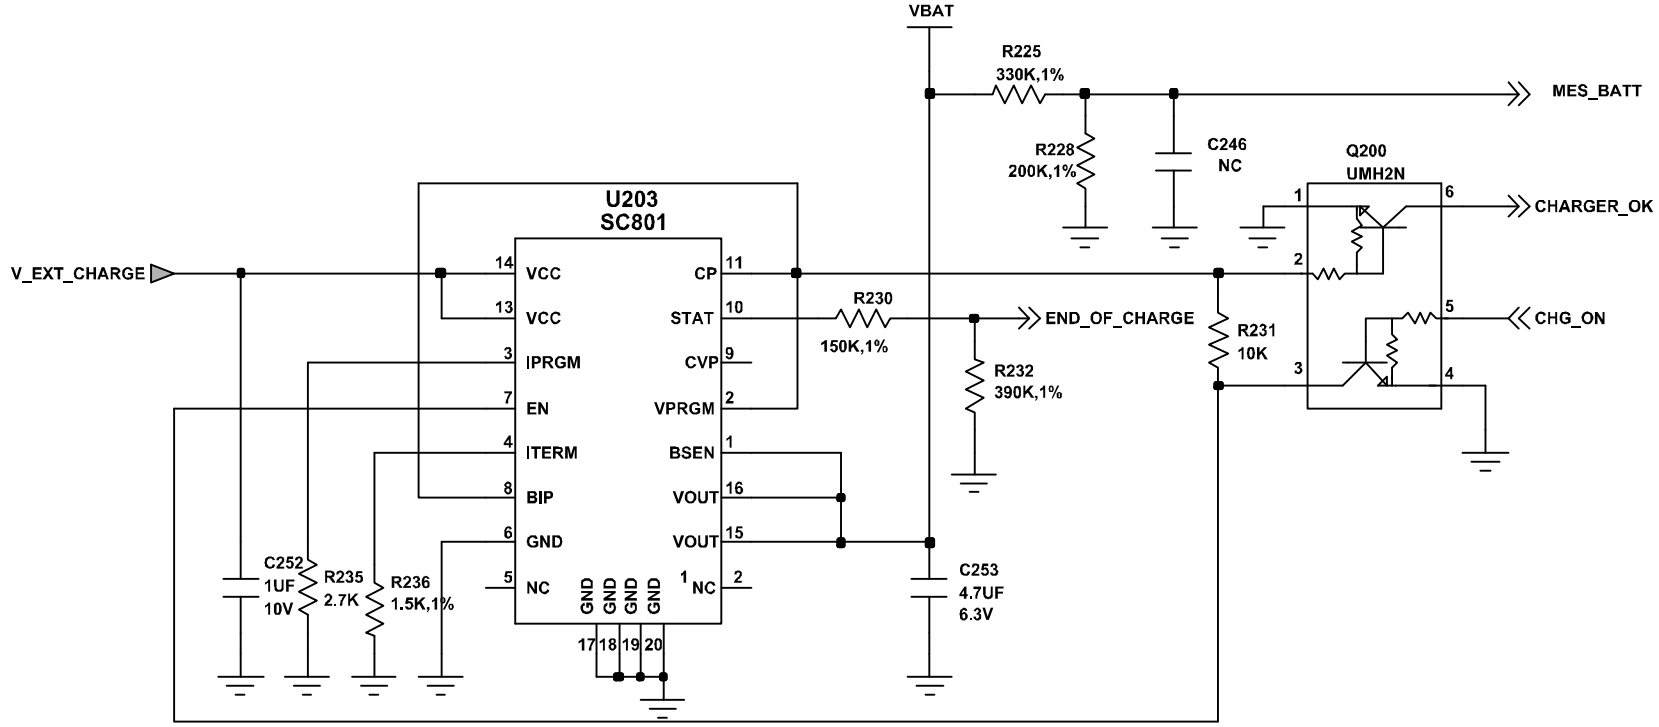 VBAT
R225
330K,1%
MES_BATT
R228
200K,1%
C246
NC
Q200
UMH2N
1
6
CHARGER_OK
2
5
CHG_ON
3
4
U203
SC801
V_EXT_CHARGE
14 VCC
CP 11
13 VCC
STAT 10
3 IPRGM
CVP 9
7 EN
VPRGM 2
4 ITERM
BSEN 1
8 BIP
VOUT 16
6 GND
VOUT 15
5 NC
1 NC 2
GND
GND
GND
GND
17
18
19
20
R230
150K,1%
END_OF_CHARGE
R232
390K,1%
R231
10K
C252
1UF
10V
R235
2.7K
R236
1.5K,1%
C253
4.7UF
6.3V